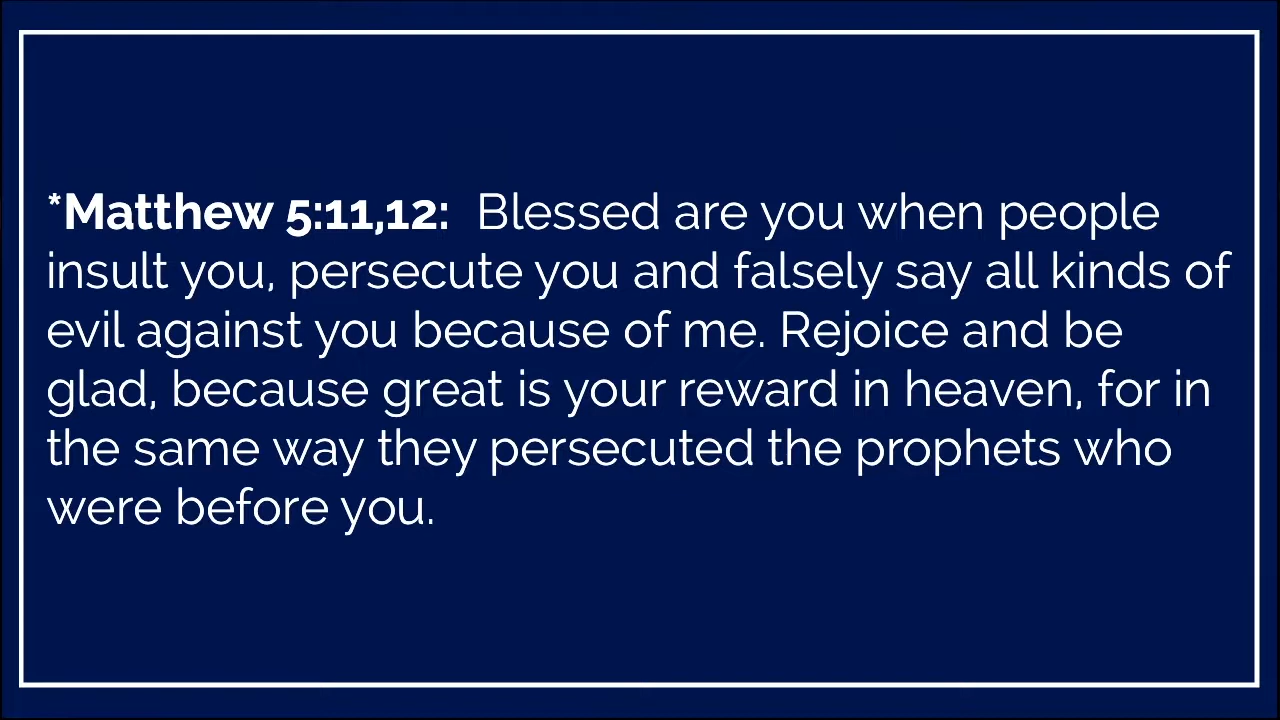 *Matthew 5:11,12:  Blessed are you when people
insult you, persecute you and falsely say all kinds of
evil against you because of me. Rejoice and be
glad, because great is your reward in heaven, for in
the same way they persecuted the prophets who
were before you.